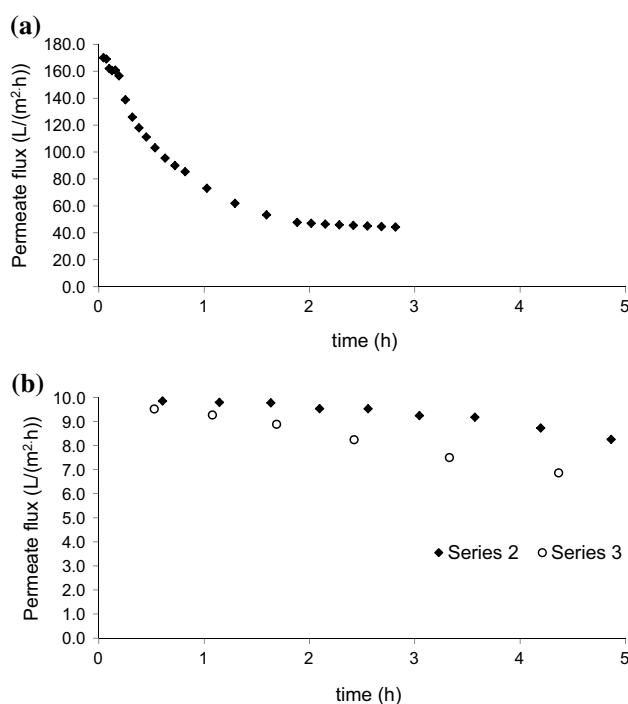 (a)
Permeate flux (L/(m²·h))
180.0
160.0
140.0
120.0
100.0
80.0
60.0
40.0
20.0
0.0
0 1 2 3 4 5
time (h)
(b)
Permeate flux (L/(m²·h))
10.0
9.0
8.0
7.0
6.0
5.0
4.0
3.0
2.0
1.0
0.0
Series 2 Series 3
0 1 2 3 4 5
time (h)